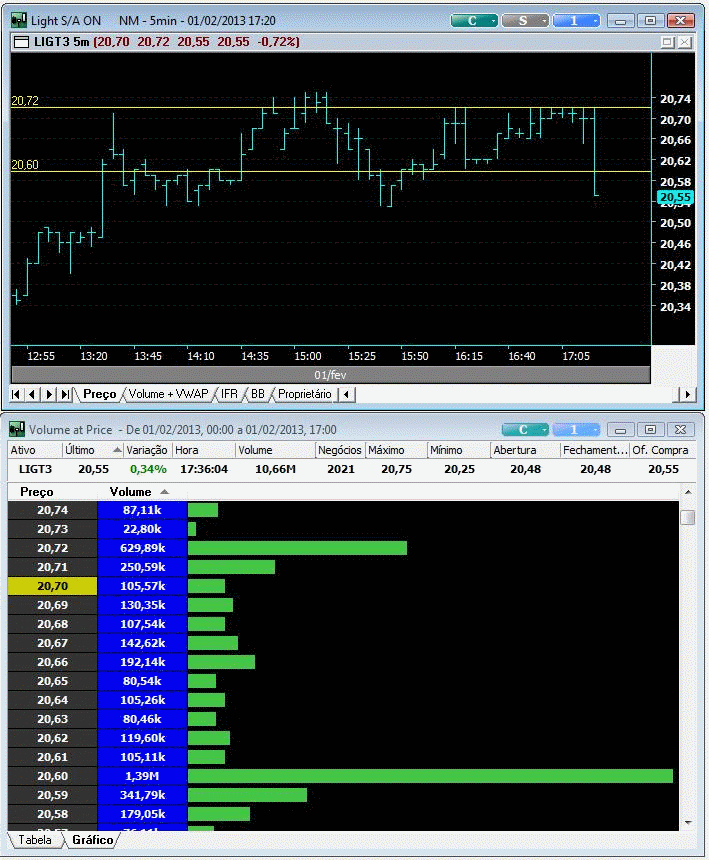 Light S/A ON NM - 5min - 01/02/2013 17:20 C S 1
LIGT3 5m (20,70 20,72 20,55 20,55 -0,72%)
20,72
20,60
20,74
20,70
20,66
20,62
20,58
20,55
20,50
20,46
20,42
20,38
20,34
12:55 13:20 13:45 14:10 14:35 15:00 15:25 15:50 16:15 16:40 17:05
01/fev
Preço Volume + VWAP IFR BB Proprietário
Volume at Price - De 01/02/2013, 00:00 a 01/02/2013, 17:00 C 1
Ativo Último Variação Hora Volume Negócios Máximo Mínimo Abertura Fechament... Of. Compra
LIGT3 20,55 0,34% 17:36:04 10,66M 2021 20,75 20,25 20,48 20,48 20,55
Preço Volume
20,74 87,11k
20,73 22,80k
20,72 629,89k
20,71 250,59k
20,70 105,57k
20,69 130,35k
20,68 107,54k
20,67 142,62k
20,66 192,14k
20,65 80,54k
20,64 105,26k
20,63 80,46k
20,62 119,60k
20,61 105,11k
20,60 1,39M
20,59 341,79k
20,58 179,05k
Tabela Gráfico